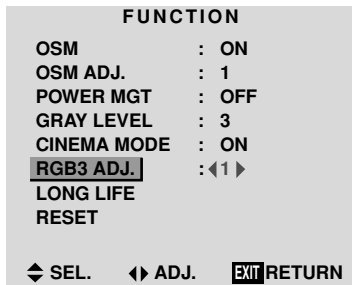 FUNCTION
OSM : ON
OSM ADJ. : 1
POWER MGT : OFF
GRAY LEVEL : 3
CINEMA MODE : ON
RGB3 ADJ. : 1
LONG LIFE
RESET
SEL. ADJ. EXIT RETURN